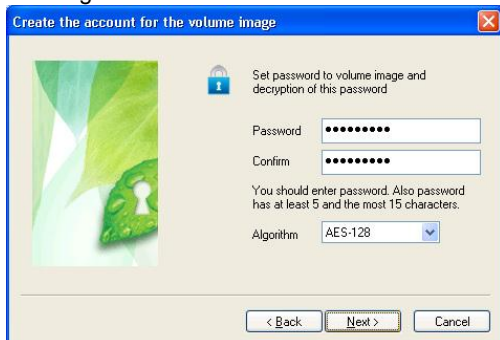 Create the account for the volume image
Set password to volume image and
decryption of this password
Password
Confirm
You should enter password. Also password
has at least 5 and the most 15 characters.
Algorithm AES-128
< Back Next > Cancel